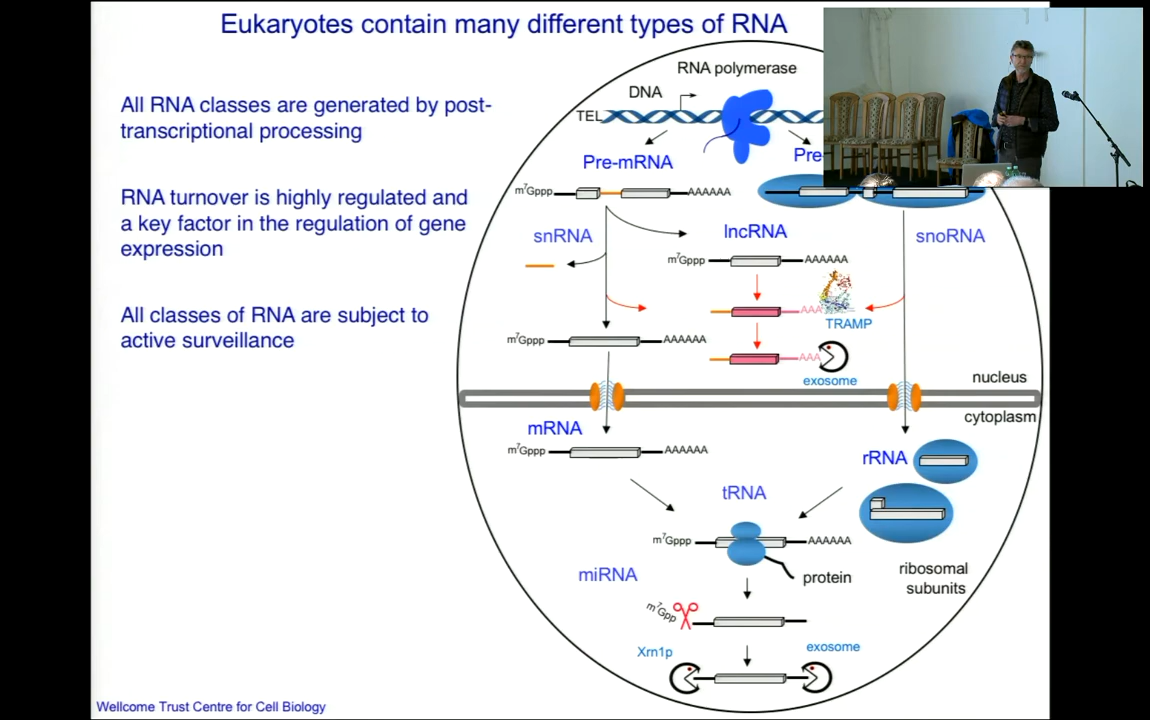 Eukaryotes contain many different types of RNA
All RNA classes are generated by post-
transcriptional processing
RNA turnover is highly regulated and
a key factor in the regulation of gene
expression
All classes of RNA are subject to
active surveillance
RNA polymerase
DNA
TEL
Pre-mRNA
Pre-
m7Gppp
AAAAAA
snRNA
lncRNA
snoRNA
m7Gppp
AAAAAA
AAA
TRAMP
m7Gppp
AAAAAA
AAA
exosome
nucleus
cytoplasm
mRNA
m7Gppp
AAAAAA
rRNA
tRNA
m7Gppp
AAAAAA
protein
miRNA
ribosomal
subunits
m7Gpp
Xrn1p
exosome
Wellcome Trust Centre for Cell Biology